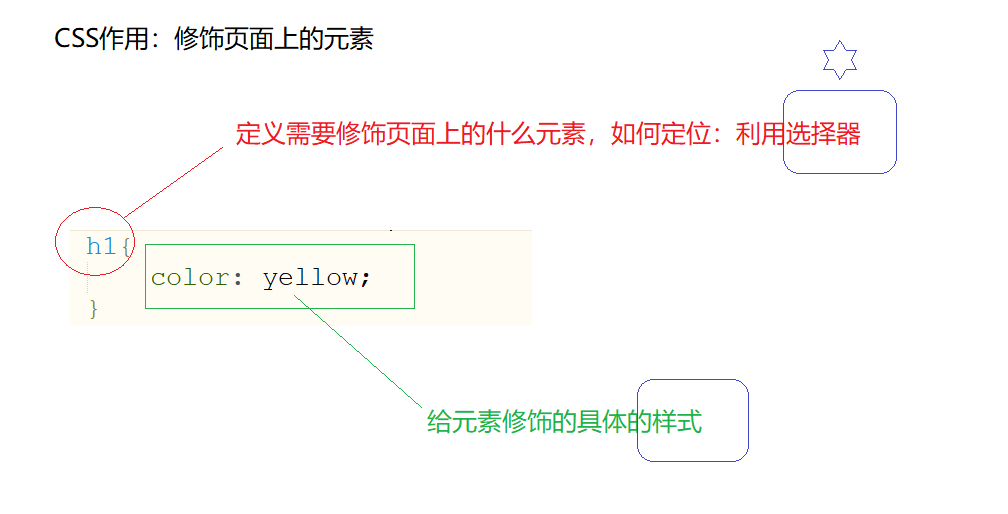 CSS作用：修饰页面上的元素
定义需要修饰页面上的什么元素，如何定位：利用选择器
h1{
color: yellow;
}
给元素修饰的具体的样式